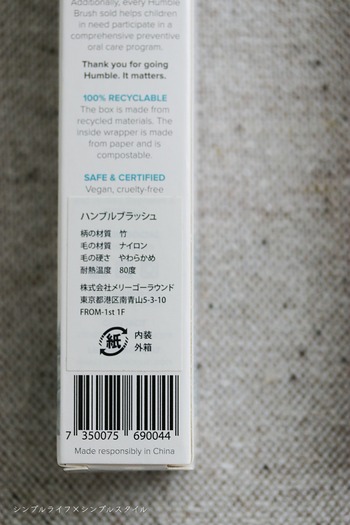 Additionally, every Humble
Brush sold helps children
in need participate in a
comprehensive preventive
oral care program.
Thank you for going
Humble. It matters.
100% RECYCLABLE
The box is made from
recycled materials. The
inside wrapper is made
from paper and is
compostable.
SAFE & CERTIFIED
Vegan, cruelty-free
ハンブルブラッシュ
柄の材質 竹
毛の材質 ナイロン
毛の硬さ やわらかめ
耐熱温度 80度
株式会社メリーゴーラウンド
東京都港区南青山5-3-10
FROM-1st 1F
紙 内装
外箱
7 350075 690044
Made responsibly in China
シンプルライフ×シンプルスタイル